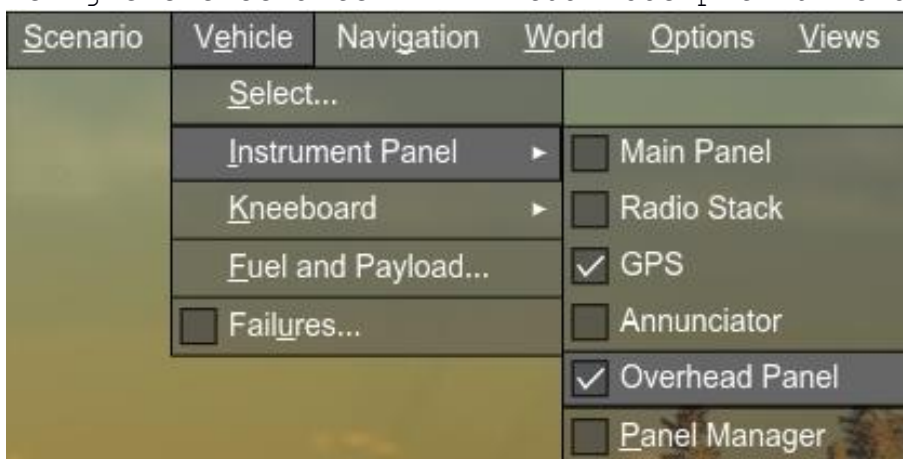 Scenario Vehicle Navigation World Options Views
Select...
Instrument Panel
Kneeboard
Fuel and Payload...
Failures...
Main Panel
Radio Stack
GPS
Annunciator
Overhead Panel
Panel Manager